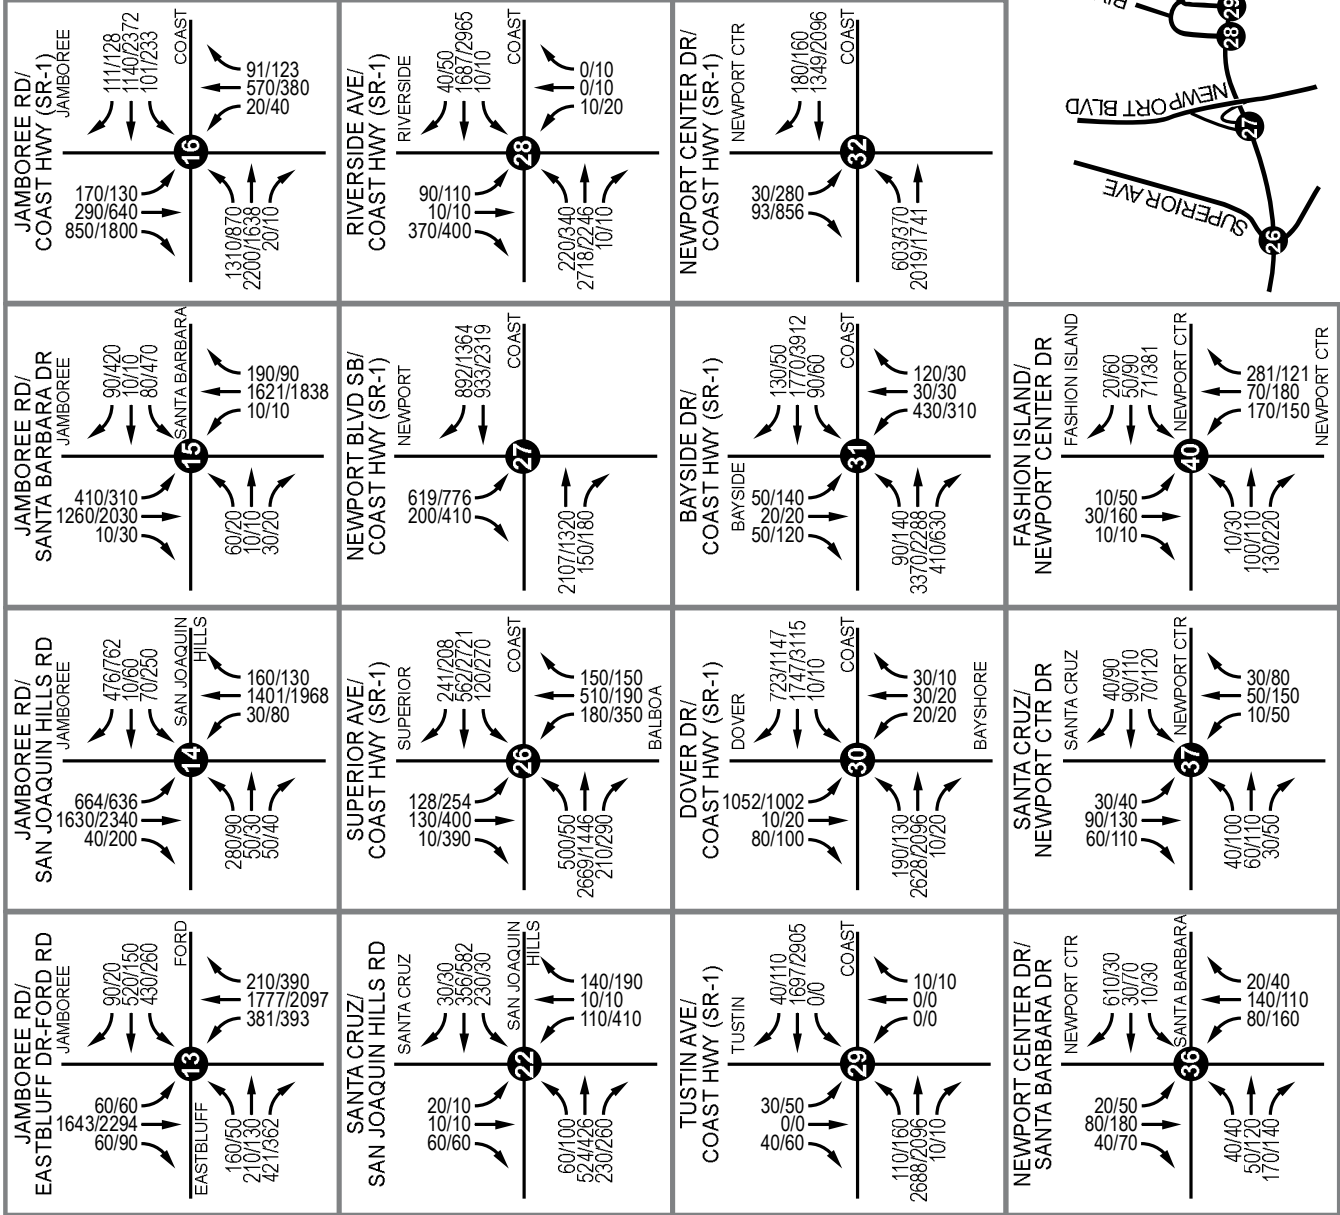 JAMBOREE RD/
COAST HWY (SR-1)
JAMBOREE
111/128
1140/2372
101/233
COAST
91/123
570/380
20/40
16
170/130
290/640
850/1800
1310/870
2200/1638
20/10
RIVERSIDE AVE/
COAST HWY (SR-1)
RIVERSIDE
40/50
1687/2965
10/10
COAST
0/10
0/10
10/20
28
90/110
10/10
370/400
220/340
2718/2246
10/10
NEWPORT CENTER DR/
COAST HWY (SR-1)
NEWPORT CTR
180/160
1349/2096
COAST
32
30/280
93/856
603/370
2019/1741
29
28
NEWPORT BLVD
27
SUPERIOR AVE
26
JAMBOREE RD/
SANTA BARBARA DR
JAMBOREE
90/420
10/10
80/470
SANTA BARBARA
190/90
1621/1838
10/10
15
410/310
1260/2030
10/30
60/20
10/10
30/20
NEWPORT BLVD SB/
COAST HWY (SR-1)
NEWPORT
892/1364
933/2319
COAST
27
619/776
200/410
2107/1320
150/180
BAYSIDE DR/
COAST HWY (SR-1)
BAYSIDE
130/50
1770/3912
90/60
COAST
120/30
30/30
430/310
31
50/140
20/20
50/120
90/140
3370/2286
410/630
FASHION ISLAND/
NEWPORT CENTER DR
FASHION ISLAND
20/60
50/90
71/381
NEWPORT CTR
281/121
70/180
170/150
NEWPORT CTR
40
10/50
30/160
10/10
10/30
100/110
130/220
JAMBOREE RD/
SAN JOAQUIN HILLS RD
JAMBOREE
476/762
10/60
70/250
SAN JOAQUIN
HILLS
160/130
1401/1968
30/80
14
664/636
1630/2340
40/200
280/90
50/30
50/40
SUPERIOR AVE/
COAST HWY (SR-1)
SUPERIOR
241/208
562/2721
120/270
COAST
150/150
510/190
180/350
BALBOA
26
128/254
130/400
10/390
500/50
2669/1446
210/290
DOVER DR/
COAST HWY (SR-1)
DOVER
723/1147
1747/3115
10/10
COAST
30/10
30/20
20/20
BAYSHORE
30
1052/1002
10/20
80/100
190/130
2628/2096
10/20
SANTA CRUZ/
NEWPORT CTR DR
SANTA CRUZ
40/90
90/110
70/120
NEWPORT CTR
30/80
50/150
10/50
37
30/40
90/130
60/110
40/100
60/110
30/50
JAMBOREE RD/
EASTBLUFF DR-FORD RD
JAMBOREE
90/20
520/150
430/260
FORD
210/390
1777/2097
381/393
13
60/60
1643/2294
60/90
EASTBLUFF
160/50
210/130
421/362
SANTA CRUZ/
SAN JOAQUIN HILLS RD
SANTA CRUZ
30/30
356/582
230/30
SAN JOAQUIN
HILLS
140/190
10/10
110/410
22
20/10
10/10
60/60
60/100
524/426
230/260
TUSTIN AVE/
COAST HWY (SR-1)
TUSTIN
40/110
1697/2905
0/0
COAST
10/10
0/0
0/0
29
30/50
0/0
40/60
110/160
2688/2096
10/10
NEWPORT CENTER DR/
SANTA BARBARA DR
NEWPORT CTR
610/30
30/70
10/30
SANTA BARBARA
20/40
140/110
80/160
36
20/50
80/180
40/70
40/40
50/120
170/140